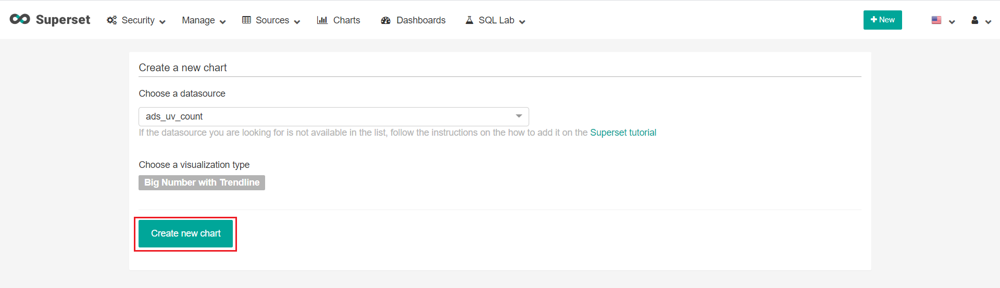 Superset Security Manage Sources Charts Dashboards SQL Lab New
Create a new chart
Choose a datasource
ads_uv_count
If the datasource you are looking for is not available in the list, follow the instructions on the how to add it on the Superset tutorial
Choose a visualization type
Big Number with Trendline
Create new chart